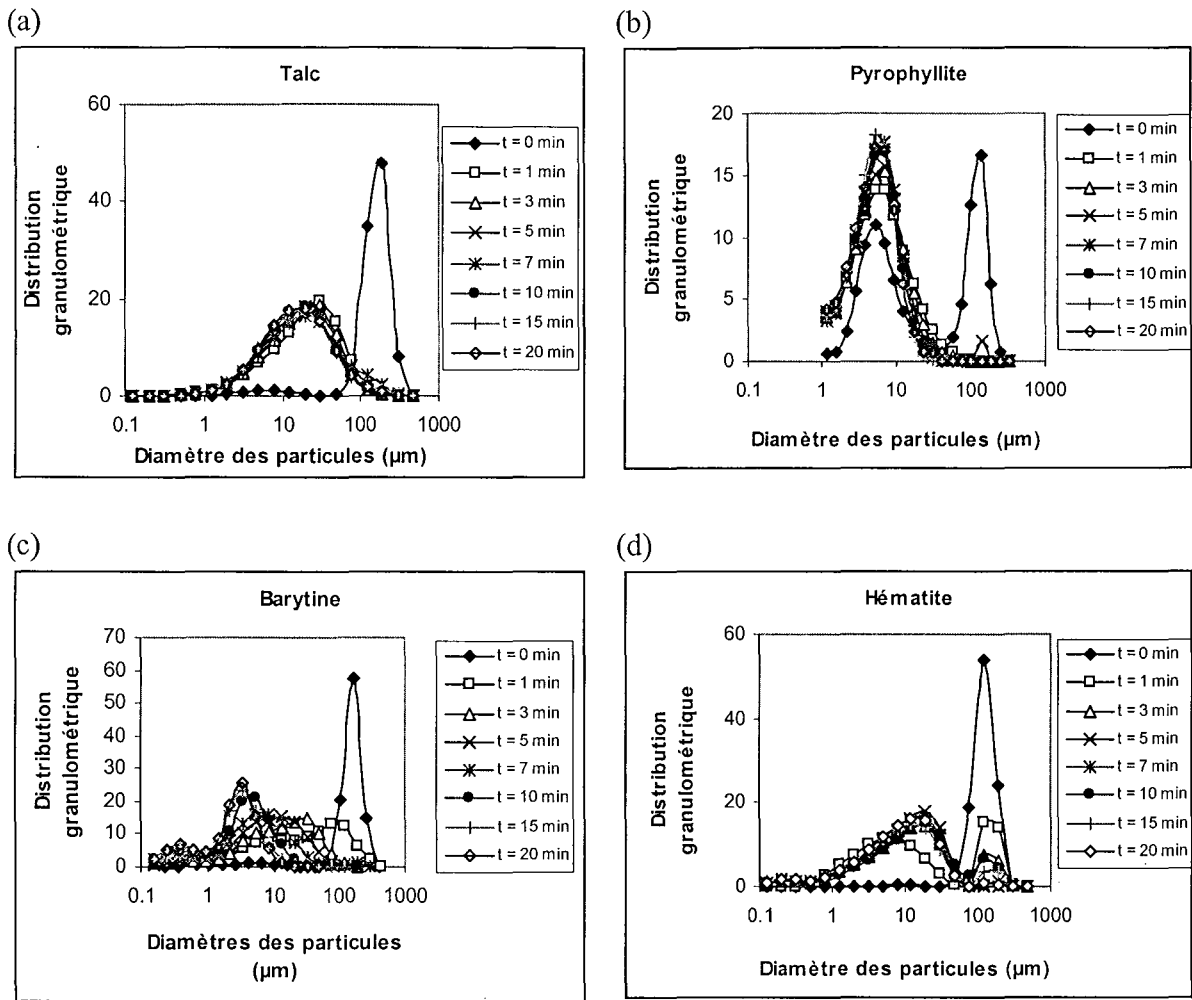 (a)
Talc
Distribution
granulométrique
60
40
20
0
0.1 1 10 100 1000
Diamètre des particules (µm)
t = 0 min
t = 1 min
t = 3 min
t = 5 min
t = 7 min
t = 10 min
t = 15 min
t = 20 min
(b)
Pyrophyllite
Distribution
granulométrique
20
15
10
5
0
1 10 100 1000
Diamètre des particules (µm)
t = 0 min
t = 1 min
t = 3 min
t = 5 min
t = 7 min
t = 10 min
t = 15 min
t = 20 min
(c)
Barytine
Distribution
granulométrique
70
60
50
40
30
20
10
0
0.1 1 10 100 1000
Diamètres des particules
(µm)
t = 0 min
t = 1 min
t = 3 min
t = 5 min
t = 7 min
t = 10 min
t = 15 min
t = 20 min
(d)
Hématite
Distribution
granulométrique
60
40
20
0
0.1 1 10 100 1000
Diamètre des particules (µm)
t = 0 min
t = 1 min
t = 3 min
t = 5 min
t = 7 min
t = 10 min
t = 15 min
t = 20 min